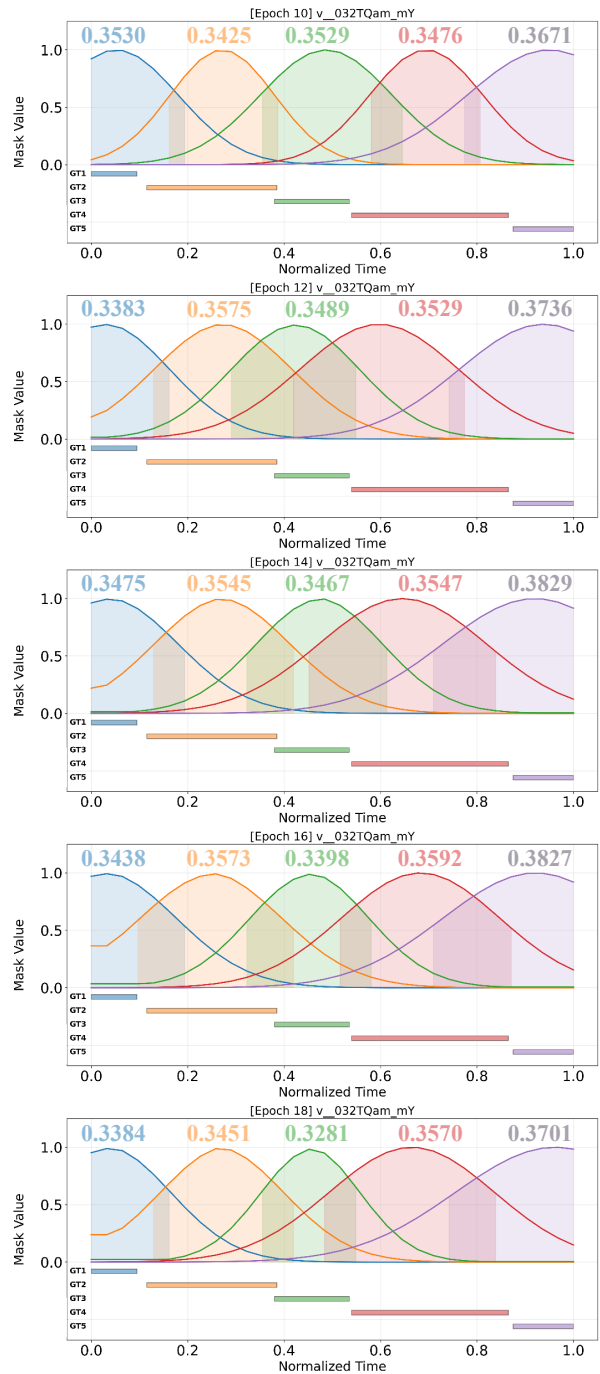 [Epoch 10] v__032TQam_mY
0.3530 0.3425 0.3529 0.3476 0.3671
1.0
0.5
0.0
Mask Value
GT1
GT2
GT3
GT4
GT5
0.0 0.2 0.4 0.6 0.8 1.0
Normalized Time
[Epoch 12] v__032TQam_mY
0.3383 0.3575 0.3489 0.3529 0.3736
1.0
0.5
0.0
Mask Value
GT1
GT2
GT3
GT4
GT5
0.0 0.2 0.4 0.6 0.8 1.0
Normalized Time
[Epoch 14] v__032TQam_mY
0.3475 0.3545 0.3467 0.3547 0.3829
1.0
0.5
0.0
Mask Value
GT1
GT2
GT3
GT4
GT5
0.0 0.2 0.4 0.6 0.8 1.0
Normalized Time
[Epoch 16] v__032TQam_mY
0.3438 0.3573 0.3398 0.3592 0.3827
1.0
0.5
0.0
Mask Value
GT1
GT2
GT3
GT4
GT5
0.0 0.2 0.4 0.6 0.8 1.0
Normalized Time
[Epoch 18] v__032TQam_mY
0.3384 0.3451 0.3281 0.3570 0.3701
1.0
0.5
0.0
Mask Value
GT1
GT2
GT3
GT4
GT5
0.0 0.2 0.4 0.6 0.8 1.0
Normalized Time